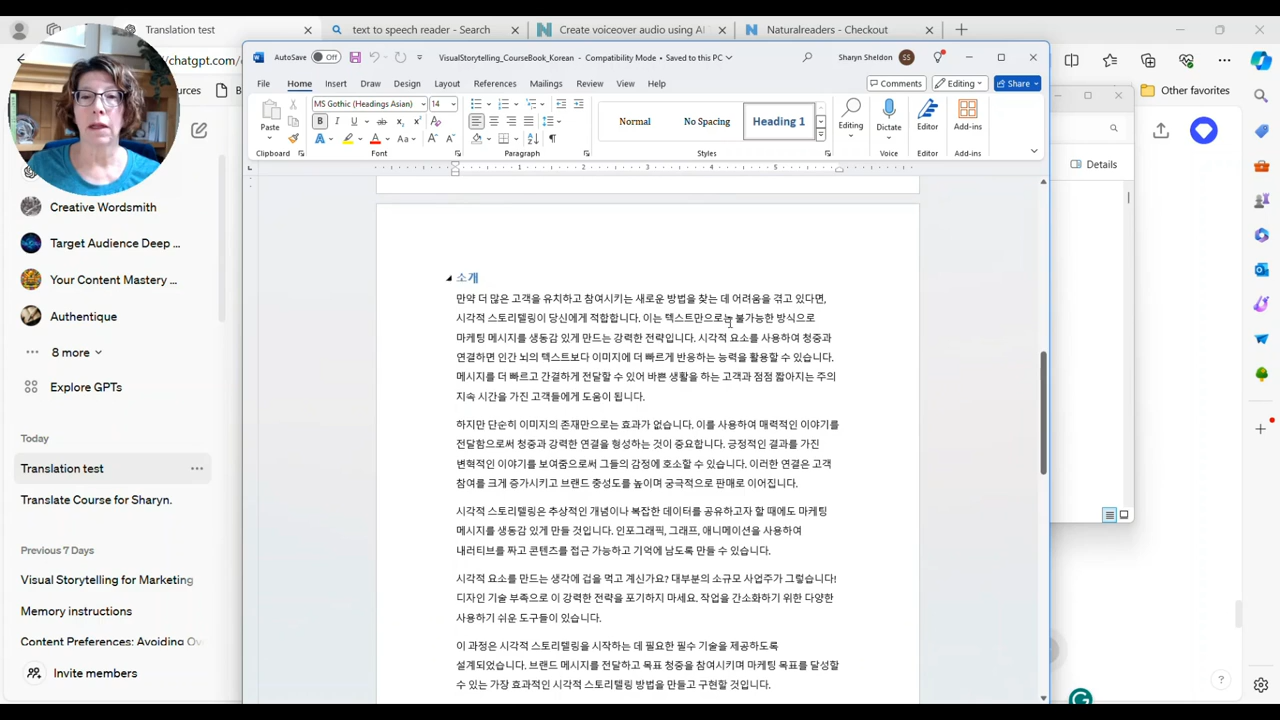 Translation test
text to speech reader - Search
Create voiceover audio using AI
Naturalreaders - Checkout
chatgpt.com/
Other favorites
AutoSave
Off
VisualStorytelling_CourseBook_Korean - Compatibility Mode • Saved to this PC
Sharyn Sheldon
SS
File
Home
Insert
Draw
Design
Layout
References
Mailings
Review
View
Help
Comments
Editing
Share
Paste
MS Gothic (Headings Asian)
14
Normal
No Spacing
Heading 1
Editing
Dictate
Editor
Add-ins
Clipboard
Font
Paragraph
Styles
Voice
Editor
Add-ins
Details
Creative Wordsmith
Target Audience Deep ...
Your Content Mastery ...
Authentique
8 more
Explore GPTs
Today
Translation test
Translate Course for Sharyn.
Previous 7 Days
Visual Storytelling for Marketing
Memory instructions
Content Preferences: Avoiding Ov
Invite members
소개
만약 더 많은 고객을 유치하고 참여시키는 새로운 방법을 찾는 데 어려움을 겪고 있다면,
시각적 스토리텔링이 당신에게 적합합니다. 이는 텍스트만으로는 불가능한 방식으로
마케팅 메시지를 생동감 있게 만드는 강력한 전략입니다. 시각적 요소를 사용하여 청중과
연결하면 인간 뇌의 텍스트보다 이미지에 더 빠르게 반응하는 능력을 활용할 수 있습니다.
메시지를 더 빠르고 간결하게 전달할 수 있어 바쁜 생활을 하는 고객과 점점 짧아지는 주의
지속 시간을 가진 고객들에게 도움이 됩니다.
하지만 단순히 이미지의 존재만으로는 효과가 없습니다. 이를 사용하여 매력적인 이야기를
전달함으로써 청중과 강력한 연결을 형성하는 것이 중요합니다. 긍정적인 결과를 가진
변혁적인 이야기를 보여줌으로써 그들의 감정에 호소할 수 있습니다. 이러한 연결은 고객
참여를 크게 증가시키고 브랜드 충성도를 높이며 궁극적으로 판매로 이어집니다.
시각적 스토리텔링은 추상적인 개념이나 복잡한 데이터를 공유하고자 할 때에도 마케팅
메시지를 생동감 있게 만들 것입니다. 인포그래픽, 그래프, 애니메이션을 사용하여
내러티브를 짜고 콘텐츠를 접근 가능하고 기억에 남도록 만들 수 있습니다.
시각적 요소를 만드는 생각에 겁을 먹고 계신가요? 대부분의 소규모 사업주가 그렇습니다!
디자인 기술 부족으로 이 강력한 전략을 포기하지 마세요. 작업을 간소화하기 위한 다양한
사용하기 쉬운 도구들이 있습니다.
이 과정은 시각적 스토리텔링을 시작하는 데 필요한 필수 기술을 제공하도록
설계되었습니다. 브랜드 메시지를 전달하고 목표 청중을 참여시키며 마케팅 목표를 달성할
수 있는 가장 효과적인 시각적 스토리텔링 방법을 만들고 구현할 것입니다.